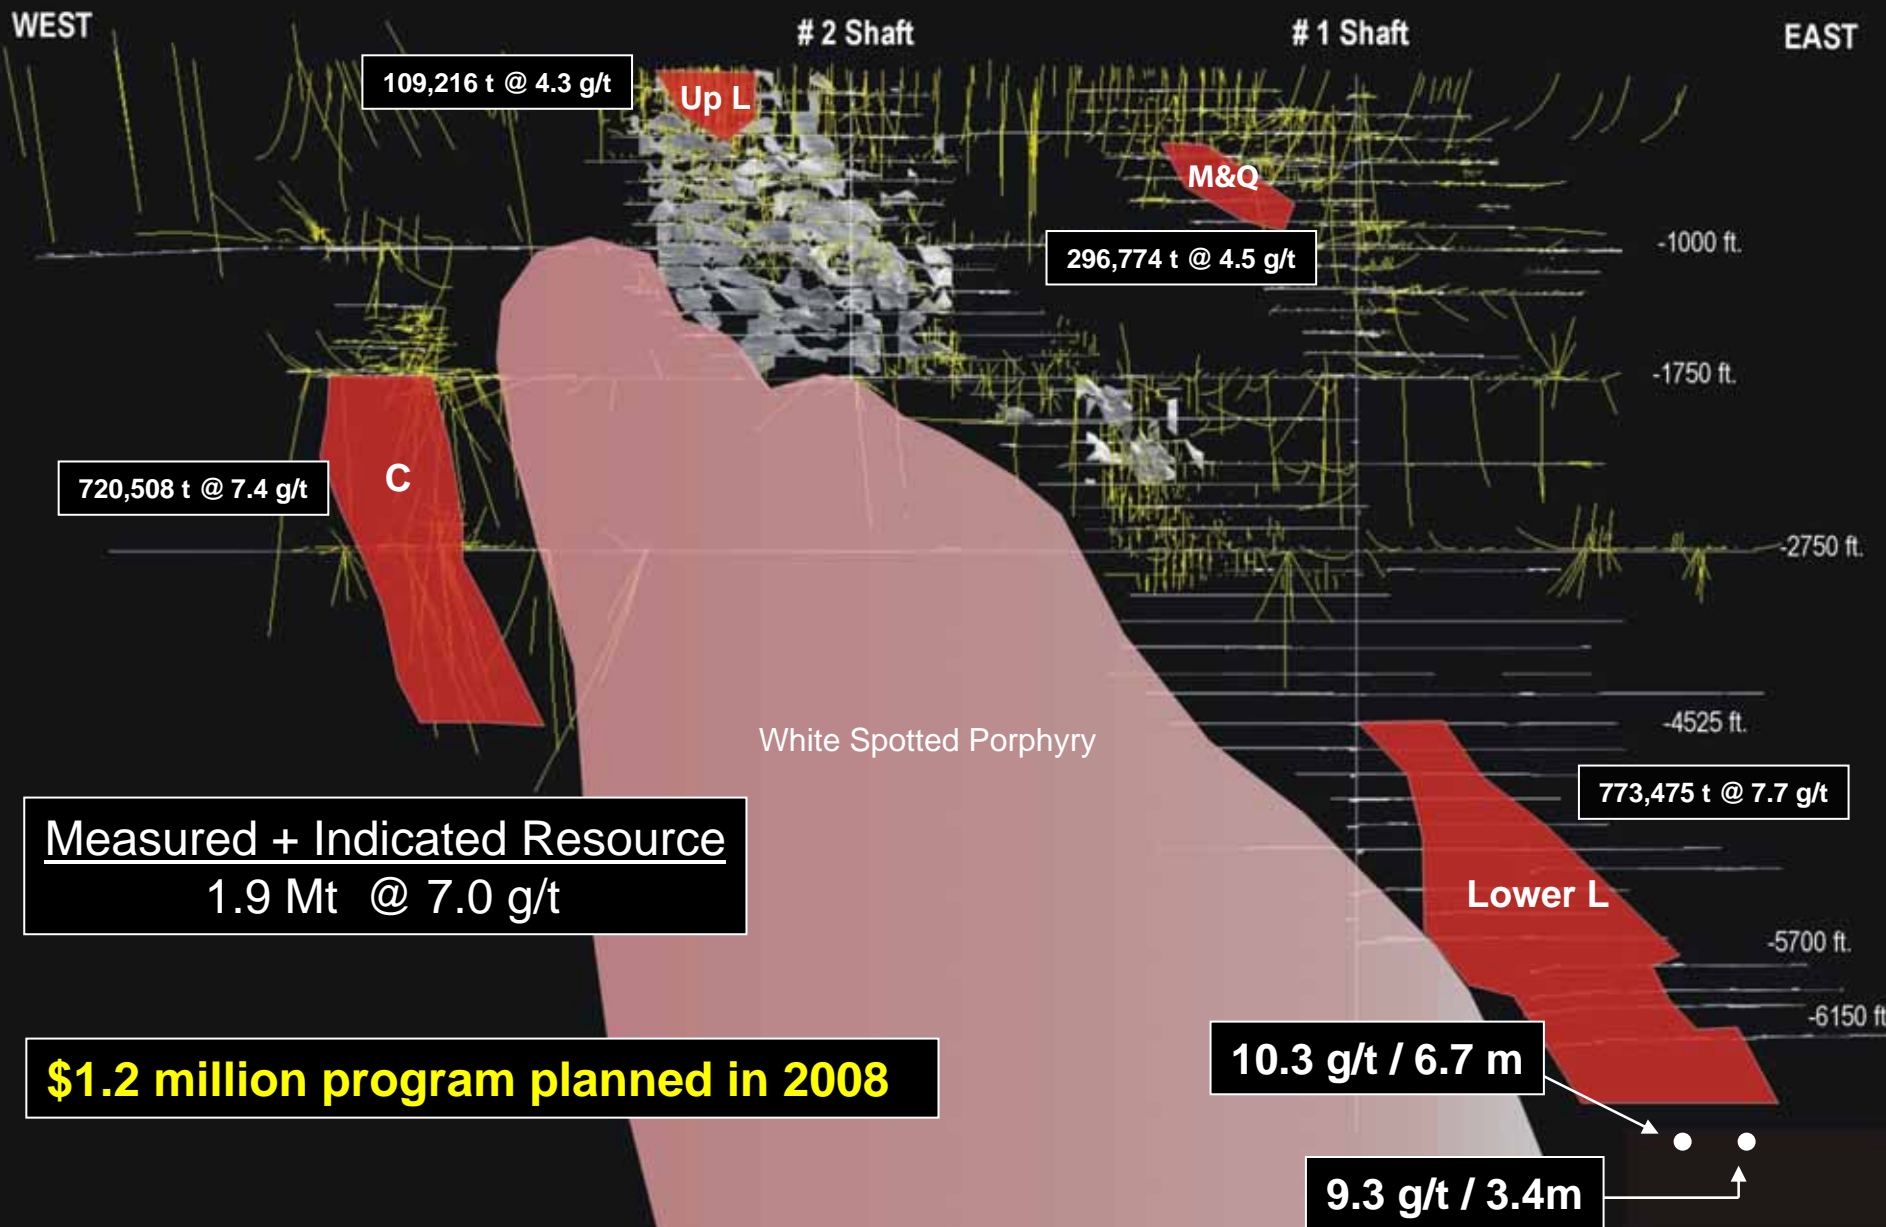 WEST
# 2 Shaft
# 1 Shaft
EAST
109,216 t @ 4.3 g/t
Up L
M&Q
296,774 t @ 4.5 g/t
-1000 ft.
-1750 ft.
720,508 t @ 7.4 g/t
C
-2750 ft.
White Spotted Porphyry
-4525 ft.
773,475 t @ 7.7 g/t
Measured + Indicated Resource
1.9 Mt @ 7.0 g/t
Lower L
-5700 ft.
-6150 ft
$1.2 million program planned in 2008
10.3 g/t / 6.7 m
9.3 g/t / 3.4m